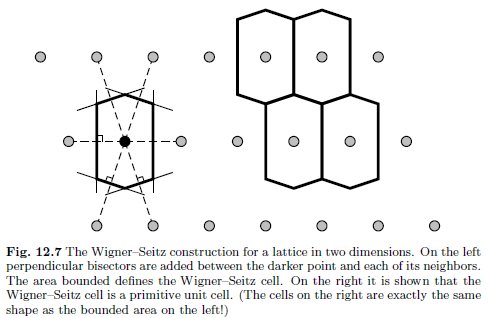 Fig. 12.7 The Wigner–Seitz construction for a lattice in two dimensions. On the left
perpendicular bisectors are added between the darker point and each of its neighbors.
The area bounded defines the Wigner–Seitz cell. On the right it is shown that the
Wigner–Seitz cell is a primitive unit cell. (The cells on the right are exactly the same
shape as the bounded area on the left!)